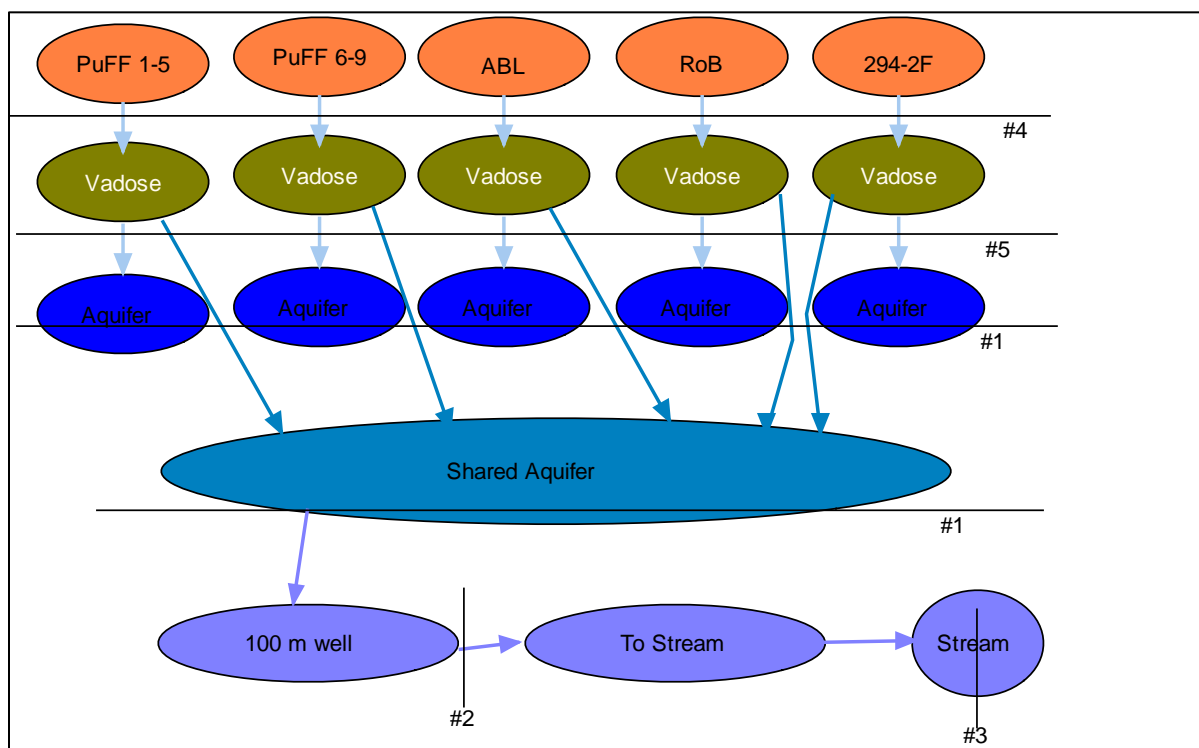 PuFF 1-5
PuFF 6-9
ABL
RoB
294-2F
#4
Vadose
Vadose
Vadose
Vadose
Vadose
#5
Aquifer
Aquifer
Aquifer
Aquifer
Aquifer
#1
Shared Aquifer
#1
100 m well
To Stream
Stream
#2
#3